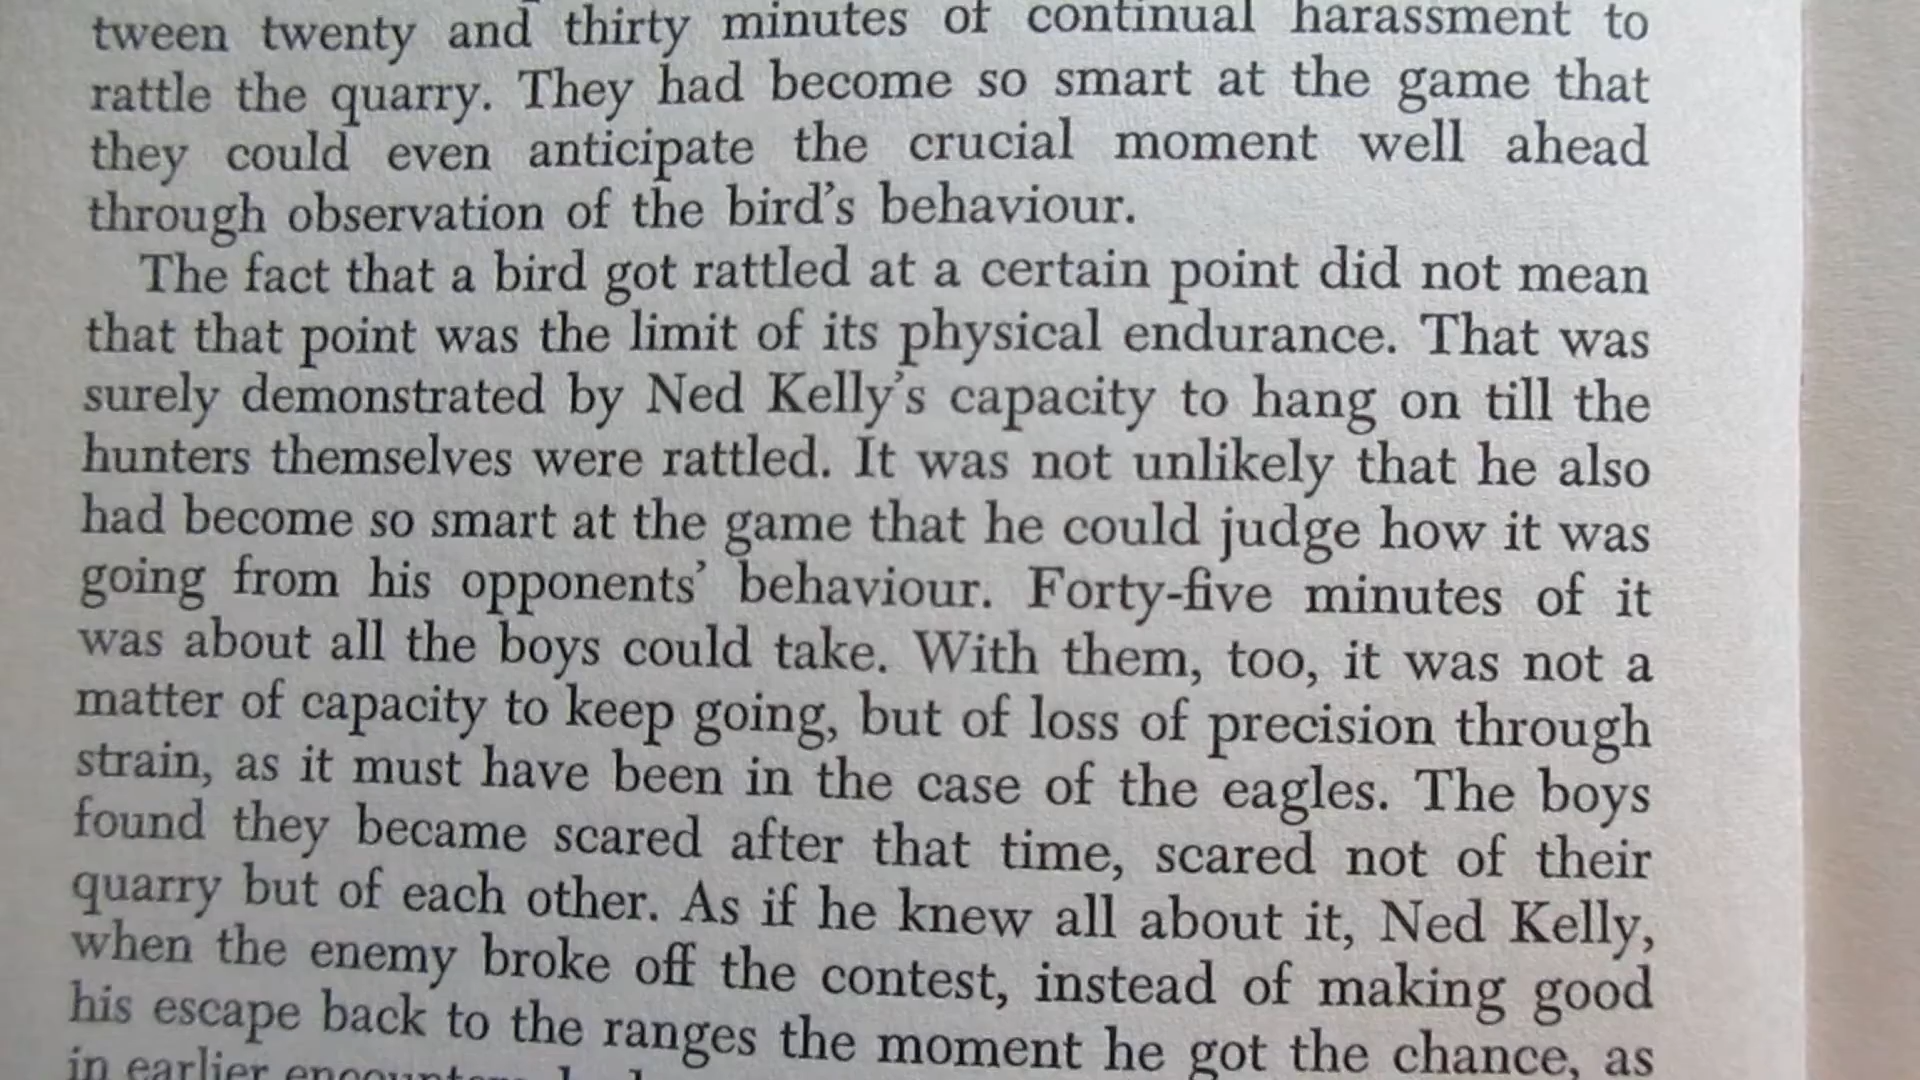 tween twenty and thirty minutes of continual harassment to
rattle the quarry. They had become so smart at the game that
they could even anticipate the crucial moment well ahead
through observation of the bird's behaviour.
The fact that a bird got rattled at a certain point did not mean
that that point was the limit of its physical endurance. That was
surely demonstrated by Ned Kelly's capacity to hang on till the
hunters themselves were rattled. It was not unlikely that he also
had become so smart at the game that he could judge how it was
going from his opponents' behaviour. Forty-five minutes of it
was about all the boys could take. With them, too, it was not a
matter of capacity to keep going, but of loss of precision through
strain, as it must have been in the case of the eagles. The boys
found they became scared after that time, scared not of their
quarry but of each other. As if he knew all about it, Ned Kelly,
when the enemy broke off the contest, instead of making good
his escape back to the ranges the moment he got the chance, as
in earlier